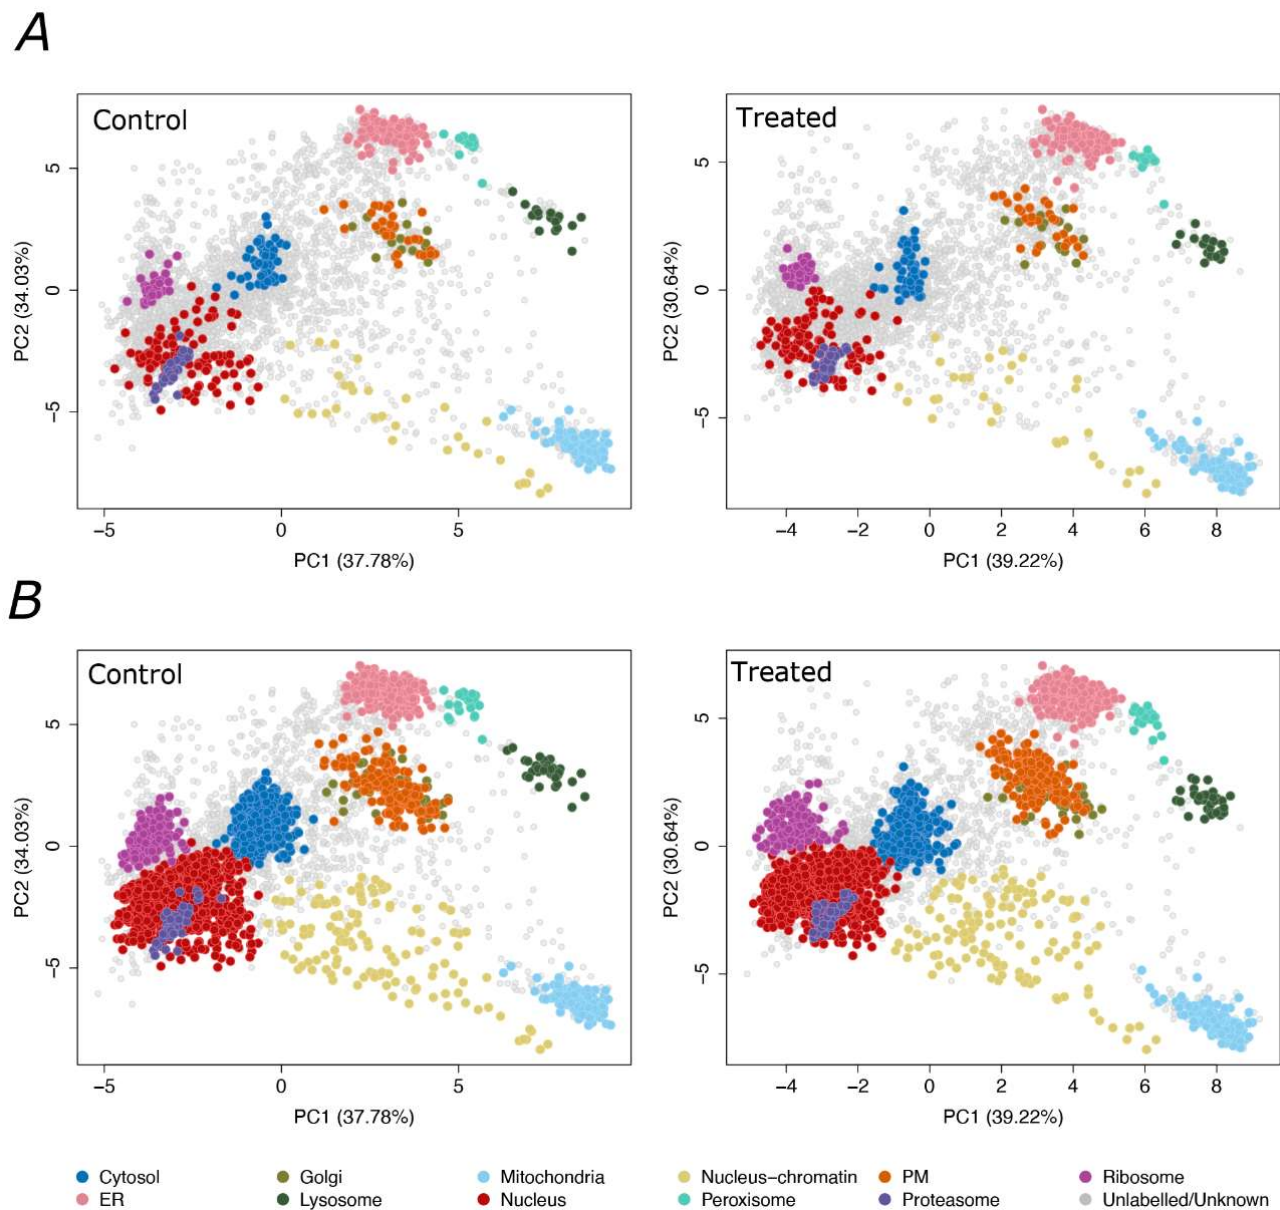 A
Control
Treated
5
0
−5
PC2 (34.03%)
−5 0 5
PC1 (37.78%)
5
0
−5
PC2 (30.64%)
−4 −2 0 2 4 6 8
PC1 (39.22%)
B
Control
Treated
5
0
−5
PC2 (34.03%)
−5 0 5
PC1 (37.78%)
5
0
−5
PC2 (30.64%)
−4 −2 0 2 4 6 8
PC1 (39.22%)
Cytosol Golgi Mitochondria Nucleus−chromatin PM Ribosome
ER Lysosome Nucleus Peroxisome Proteasome Unlabelled/Unknown